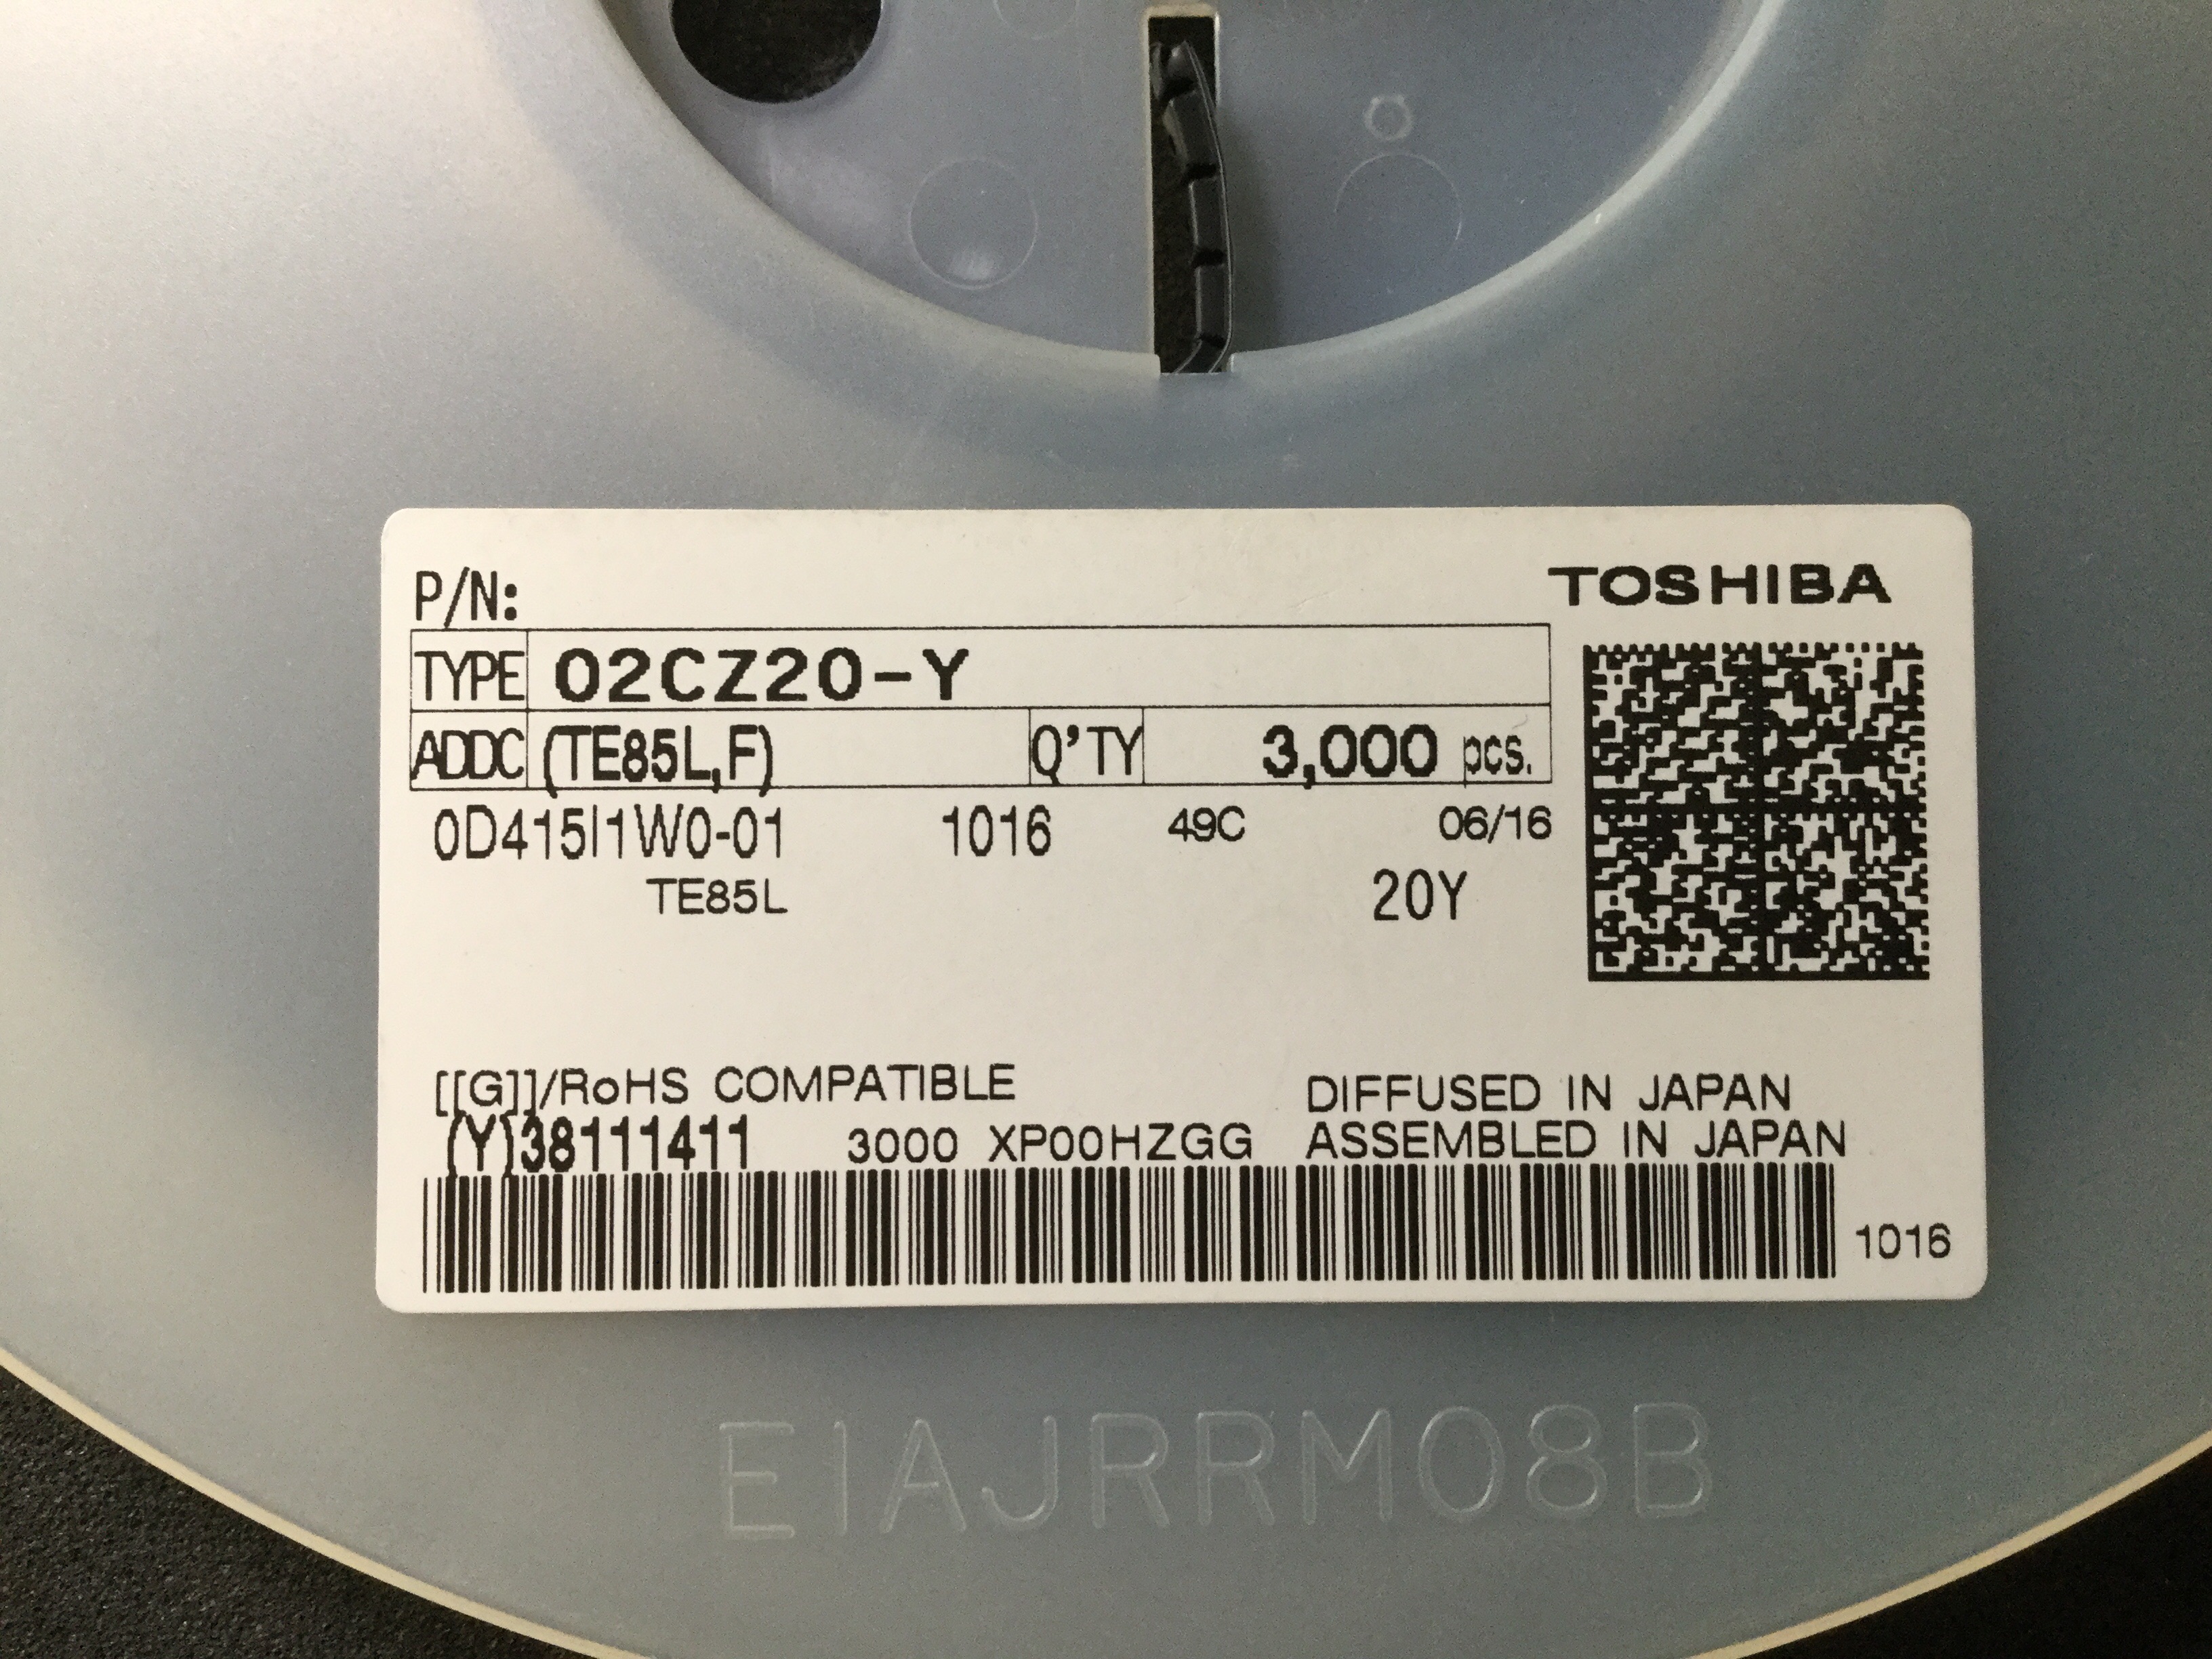 P/N:
TOSHIBA
TYPE 02CZ20-Y
ADDC (TE85L,F) Q'TY 3,000 pcs.
0D415I1W0-01 1016 49C 06/16
TE85L 20Y
[[G]]/RoHS COMPATIBLE DIFFUSED IN JAPAN
(Y)38111411 3000 XP00HZGG ASSEMBLED IN JAPAN
1016
EIAJRRM08B